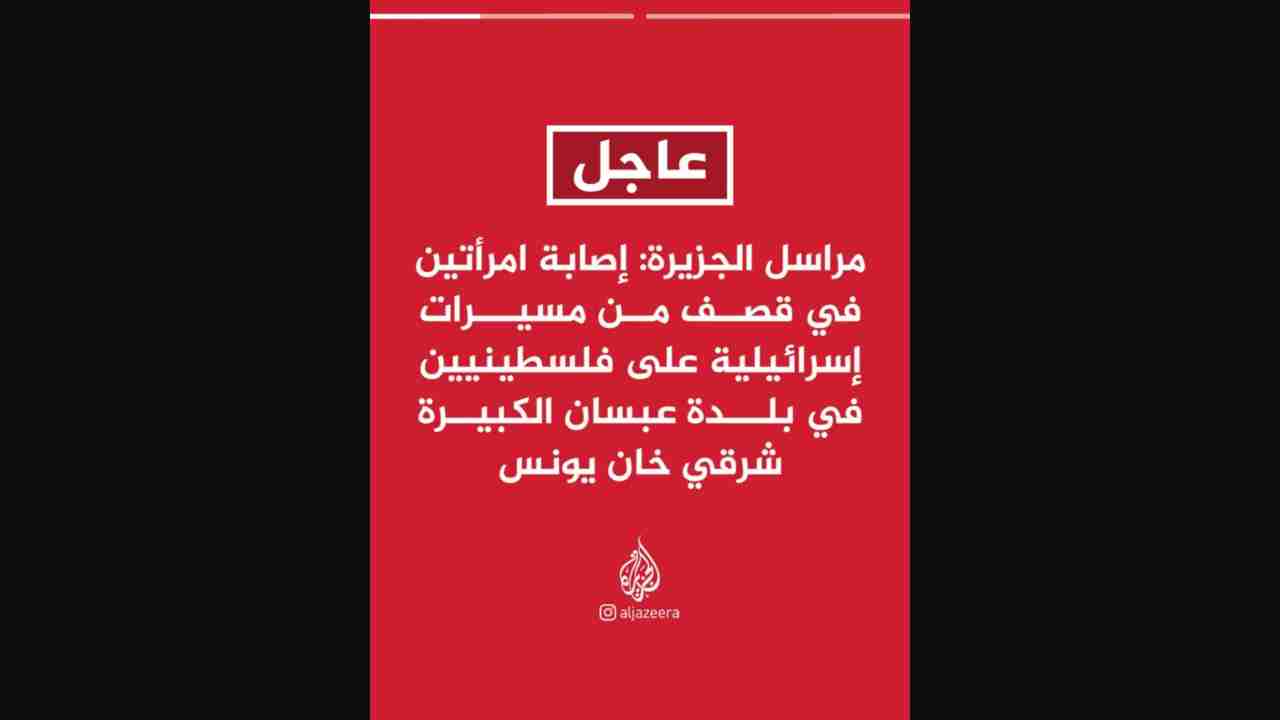 عاجل
مراسل الجزيرة: إصابة امرأتين
في قصف من مسيرات
إسرائيلية على فلسطينيين
في بلدة عبسان الكبيرة
شرقي خان يونس
الجزيرة
aljazeera